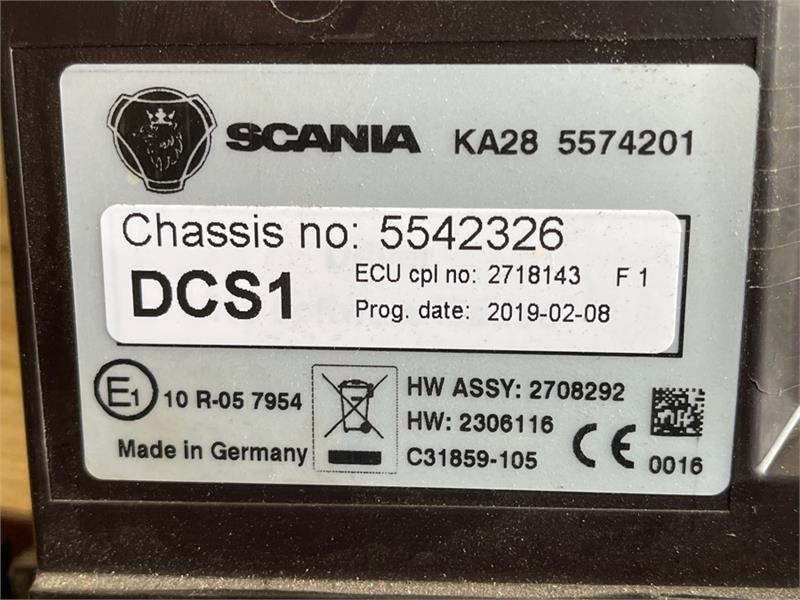 SCANIA KA28 5574201
Chassis no: 5542326
DCS1
ECU cpl no: 2718143 F 1
Prog. date: 2019-02-08
E1 10 R-05 7954
Made in Germany
HW ASSY: 2708292
HW: 2306116
C31859-105
CE 0016